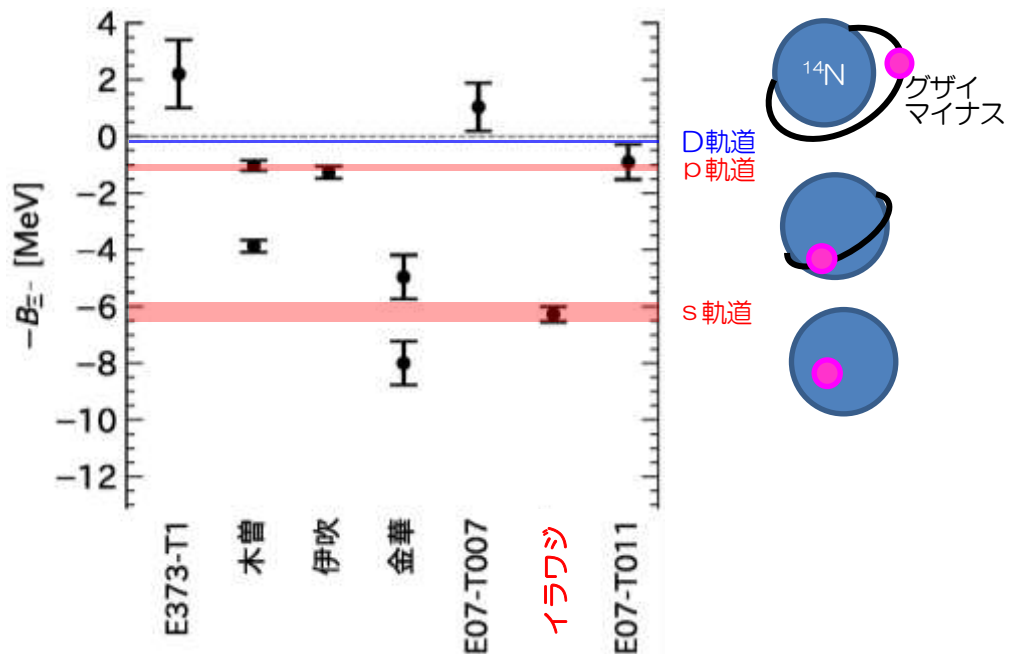 4
2
0
−2
−4
−6
−8
−10
−12
−B_Ξ⁻ [MeV]
E373-T1
木曽
伊吹
金華
E07-T007
イラワジ
E07-T011
D軌道
p軌道
s軌道
¹⁴N
グザイ
マイナス